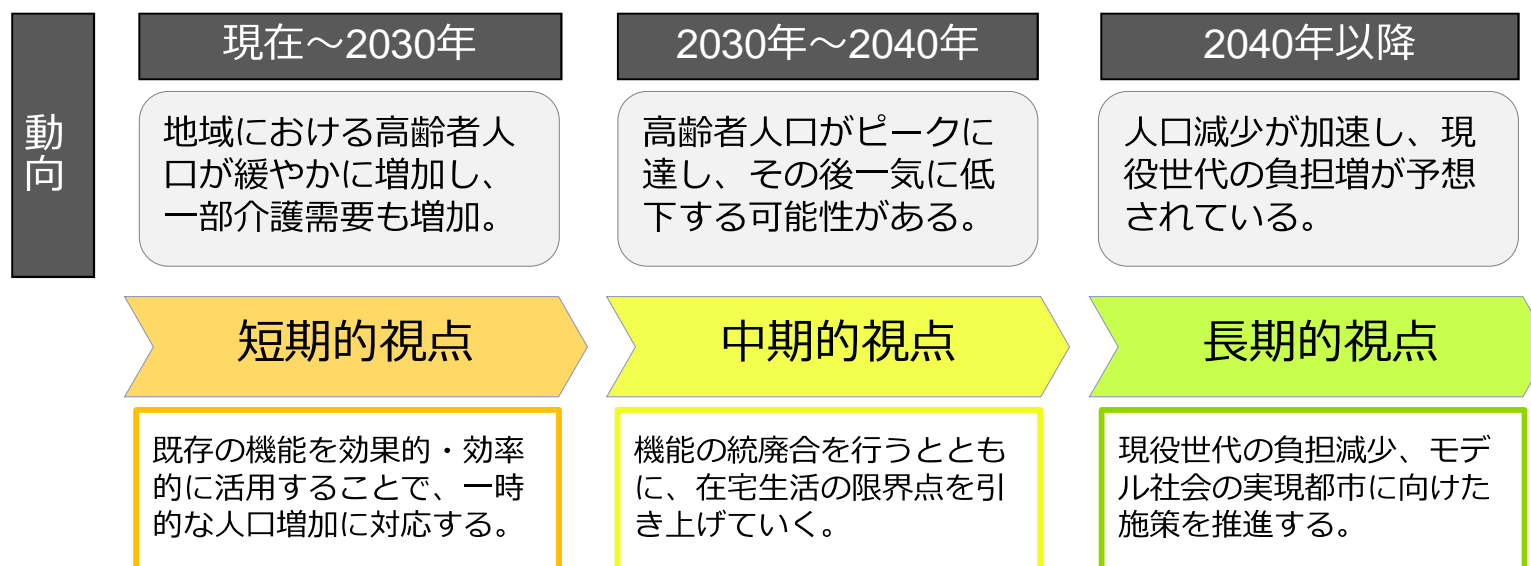 動向
現在～2030年
2030年～2040年
2040年以降
地域における高齢者人
口が緩やかに増加し、
一部介護需要も増加。
高齢者人口がピークに
達し、その後一気に低
下する可能性がある。
人口減少が加速し、現
役世代の負担増が予想
されている。
短期的視点
中期的視点
長期的視点
既存の機能を効果的・効率
的に活用することで、一時
的な人口増加に対応する。
機能の統廃合を行うととも
に、在宅生活の限界点を引
き上げていく。
現役世代の負担減少、モデ
ル社会の実現都市に向けた
施策を推進する。